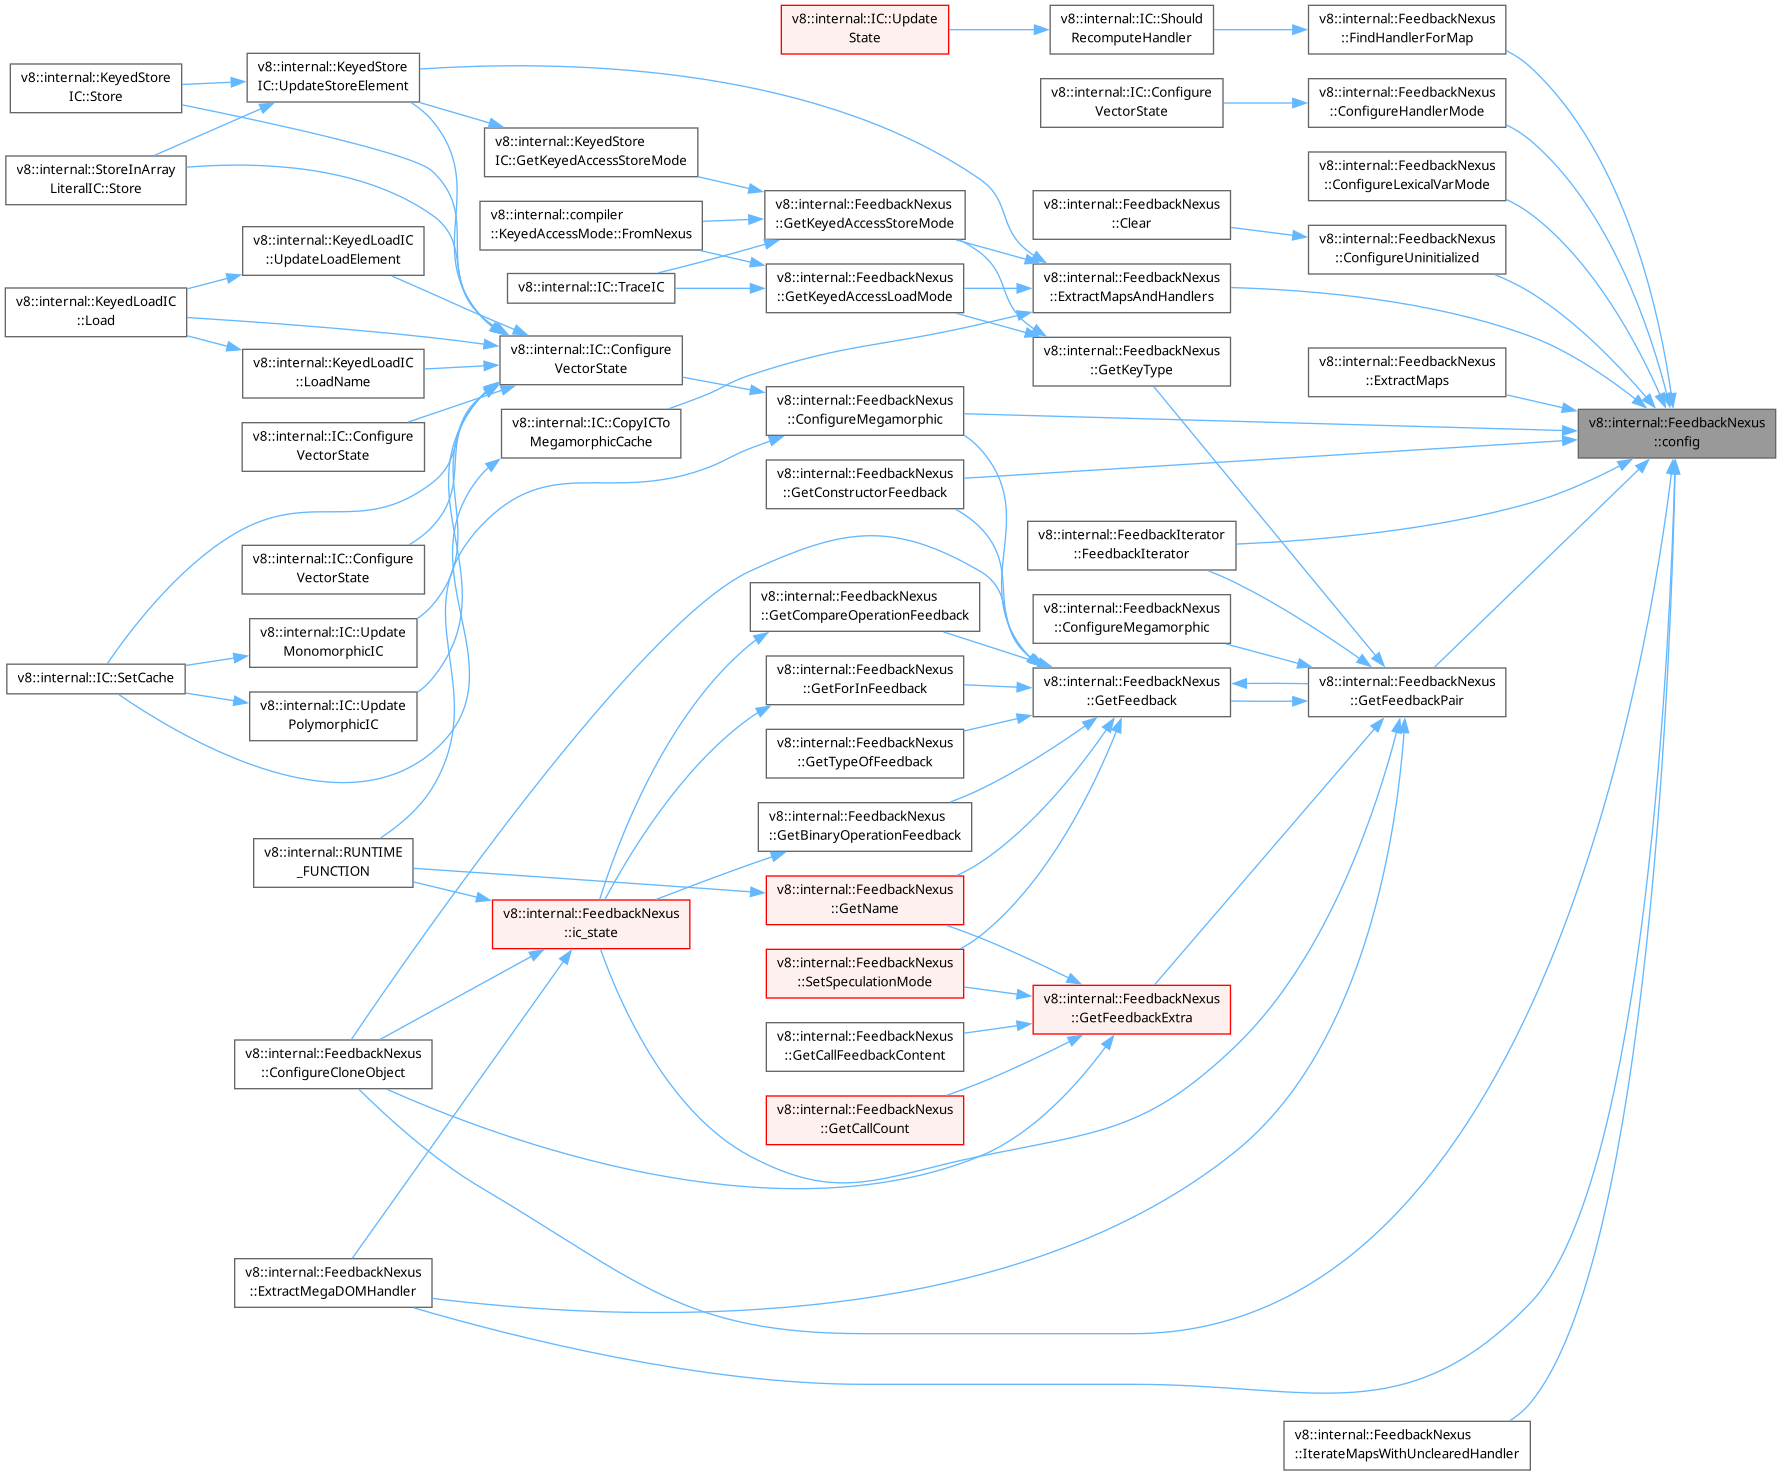 v8::internal::IC::Update
State
v8::internal::IC::Should
RecomputeHandler
v8::internal::FeedbackNexus
::FindHandlerForMap
v8::internal::KeyedStore
IC::Store
v8::internal::KeyedStore
IC::UpdateStoreElement
v8::internal::IC::Configure
VectorState
v8::internal::FeedbackNexus
::ConfigureHandlerMode
v8::internal::StoreInArray
LiteralIC::Store
v8::internal::KeyedStore
IC::GetKeyedAccessStoreMode
v8::internal::FeedbackNexus
::ConfigureLexicalVarMode
v8::internal::compiler
::KeyedAccessMode::FromNexus
v8::internal::FeedbackNexus
::GetKeyedAccessStoreMode
v8::internal::FeedbackNexus
::Clear
v8::internal::KeyedLoadIC
::UpdateLoadElement
v8::internal::FeedbackNexus
::ConfigureUninitialized
v8::internal::KeyedLoadIC
::Load
v8::internal::IC::TraceIC
v8::internal::FeedbackNexus
::GetKeyedAccessLoadMode
v8::internal::FeedbackNexus
::ExtractMapsAndHandlers
v8::internal::KeyedLoadIC
::LoadName
v8::internal::IC::Configure
VectorState
v8::internal::FeedbackNexus
::GetKeyType
v8::internal::FeedbackNexus
::ExtractMaps
v8::internal::IC::Configure
VectorState
v8::internal::IC::CopyICTo
MegamorphicCache
v8::internal::FeedbackNexus
::ConfigureMegamorphic
v8::internal::FeedbackNexus
::config
v8::internal::FeedbackNexus
::GetConstructorFeedback
v8::internal::IC::Configure
VectorState
v8::internal::FeedbackIterator
::FeedbackIterator
v8::internal::FeedbackNexus
::GetCompareOperationFeedback
v8::internal::FeedbackNexus
::ConfigureMegamorphic
v8::internal::IC::SetCache
v8::internal::IC::Update
MonomorphicIC
v8::internal::FeedbackNexus
::GetForInFeedback
v8::internal::FeedbackNexus
::GetFeedback
v8::internal::FeedbackNexus
::GetFeedbackPair
v8::internal::IC::Update
PolymorphicIC
v8::internal::FeedbackNexus
::GetTypeOfFeedback
v8::internal::RUNTIME
_FUNCTION
v8::internal::FeedbackNexus
::GetBinaryOperationFeedback
v8::internal::FeedbackNexus
::ic_state
v8::internal::FeedbackNexus
::GetName
v8::internal::FeedbackNexus
::SetSpeculationMode
v8::internal::FeedbackNexus
::GetFeedbackExtra
v8::internal::FeedbackNexus
::ConfigureCloneObject
v8::internal::FeedbackNexus
::GetCallFeedbackContent
v8::internal::FeedbackNexus
::GetCallCount
v8::internal::FeedbackNexus
::ExtractMegaDOMHandler
v8::internal::FeedbackNexus
::IterateMapsWithUnclearedHandler